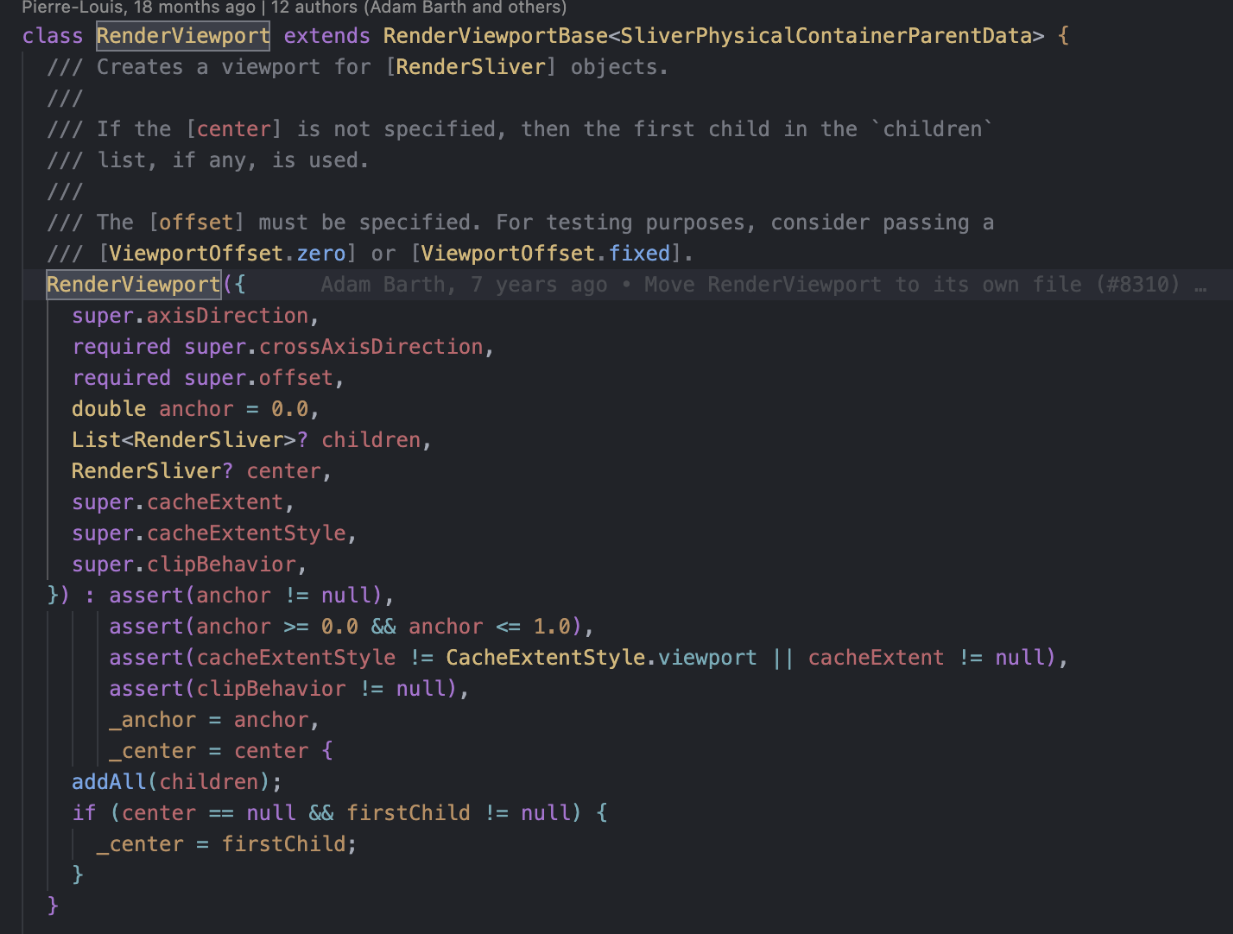 Pierre-Louis, 18 months ago | 12 authors (Adam Barth and others)
class RenderViewport extends RenderViewportBase<SliverPhysicalContainerParentData> {
  /// Creates a viewport for [RenderSliver] objects.
  ///
  /// If the [center] is not specified, then the first child in the `children`
  /// list, if any, is used.
  ///
  /// The [offset] must be specified. For testing purposes, consider passing a
  /// [ViewportOffset.zero] or [ViewportOffset.fixed].
  RenderViewport({      Adam Barth, 7 years ago • Move RenderViewport to its own file (#8310) …
    super.axisDirection,
    required super.crossAxisDirection,
    required super.offset,
    double anchor = 0.0,
    List<RenderSliver>? children,
    RenderSliver? center,
    super.cacheExtent,
    super.cacheExtentStyle,
    super.clipBehavior,
  }) : assert(anchor != null),
       assert(anchor >= 0.0 && anchor <= 1.0),
       assert(cacheExtentStyle != CacheExtentStyle.viewport || cacheExtent != null),
       assert(clipBehavior != null),
       _anchor = anchor,
       _center = center {
    addAll(children);
    if (center == null && firstChild != null) {
      _center = firstChild;
    }
  }